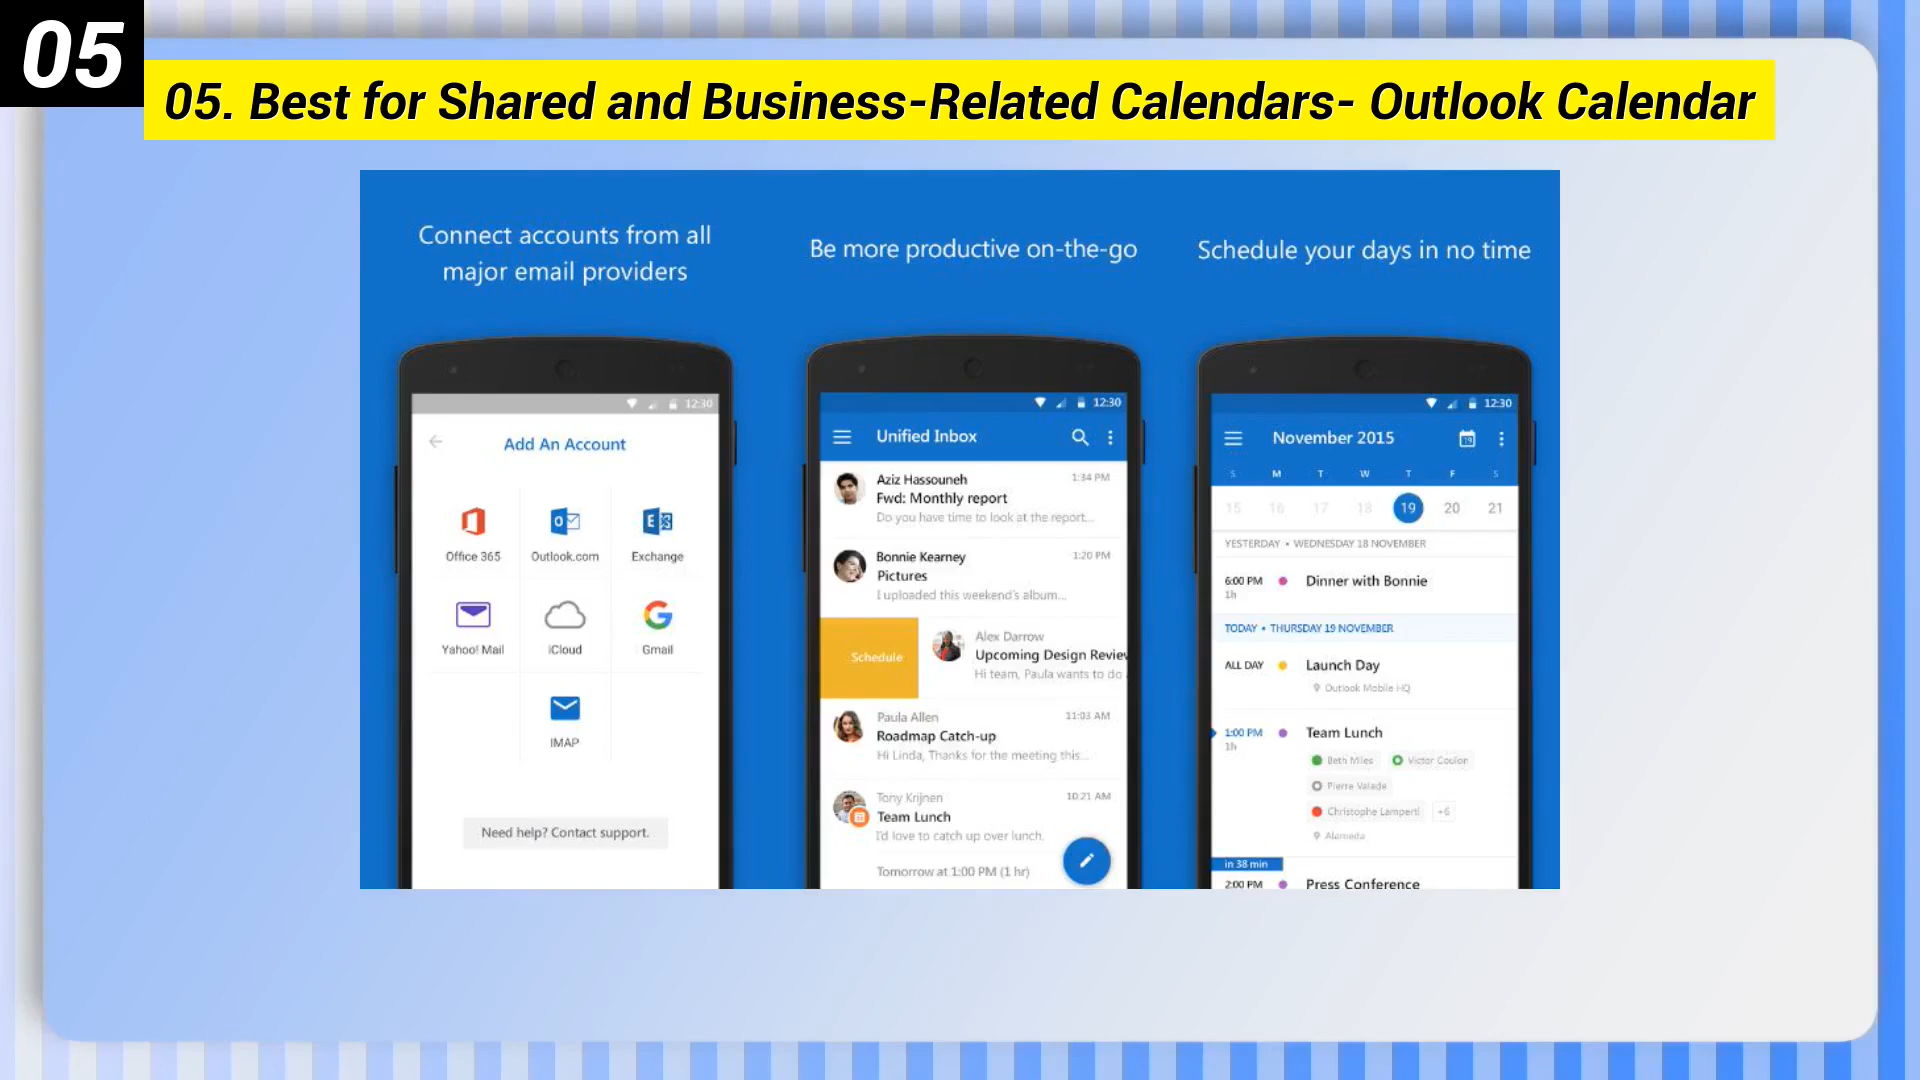 05
05. Best for Shared and Business-Related Calendars- Outlook Calendar
Connect accounts from all
major email providers
12:30
Add An Account
Office 365
Outlook.com
Exchange
Yahoo! Mail
iCloud
Gmail
IMAP
Need help? Contact support.
Be more productive on-the-go
12:30
Unified Inbox
Aziz Hassouneh 1:34 PM
Fwd: Monthly report
Do you have time to look at the report...
Bonnie Kearney 1:20 PM
Pictures
I uploaded this weekend's album...
Schedule
Alex Darrow
Upcoming Design Review
Hi team, Paula wants to do
Paula Allen 11:03 AM
Roadmap Catch-up
Hi Linda, Thanks for the meeting this...
Tony Krijnen 10:21 AM
Team Lunch
I'd love to catch up over lunch.
Tomorrow at 1:00 PM (1 hr)
Schedule your days in no time
12:30
November 2015
19
S M T W T F S
15 16 17 18 19 20 21
YESTERDAY • WEDNESDAY 18 NOVEMBER
6:00 PM Dinner with Bonnie
1h
TODAY • THURSDAY 19 NOVEMBER
ALL DAY Launch Day
Outlook Mobile HQ
1:00 PM Team Lunch
1h
Beth Miles Victor Coulon
Pierre Valade
Christophe Lamperti +6
Alameda
in 38 min
2:00 PM Press Conference